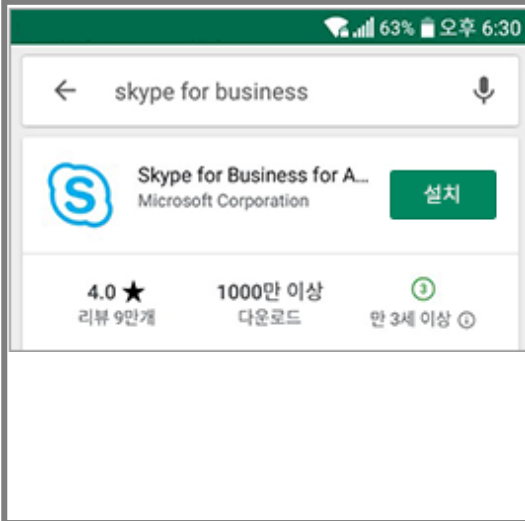 63% 오후 6:30
skype for business
Skype for Business for A...
Microsoft Corporation
설치
4.0 ★ 1000만 이상 3
리뷰 9만개 다운로드 만 3세 이상